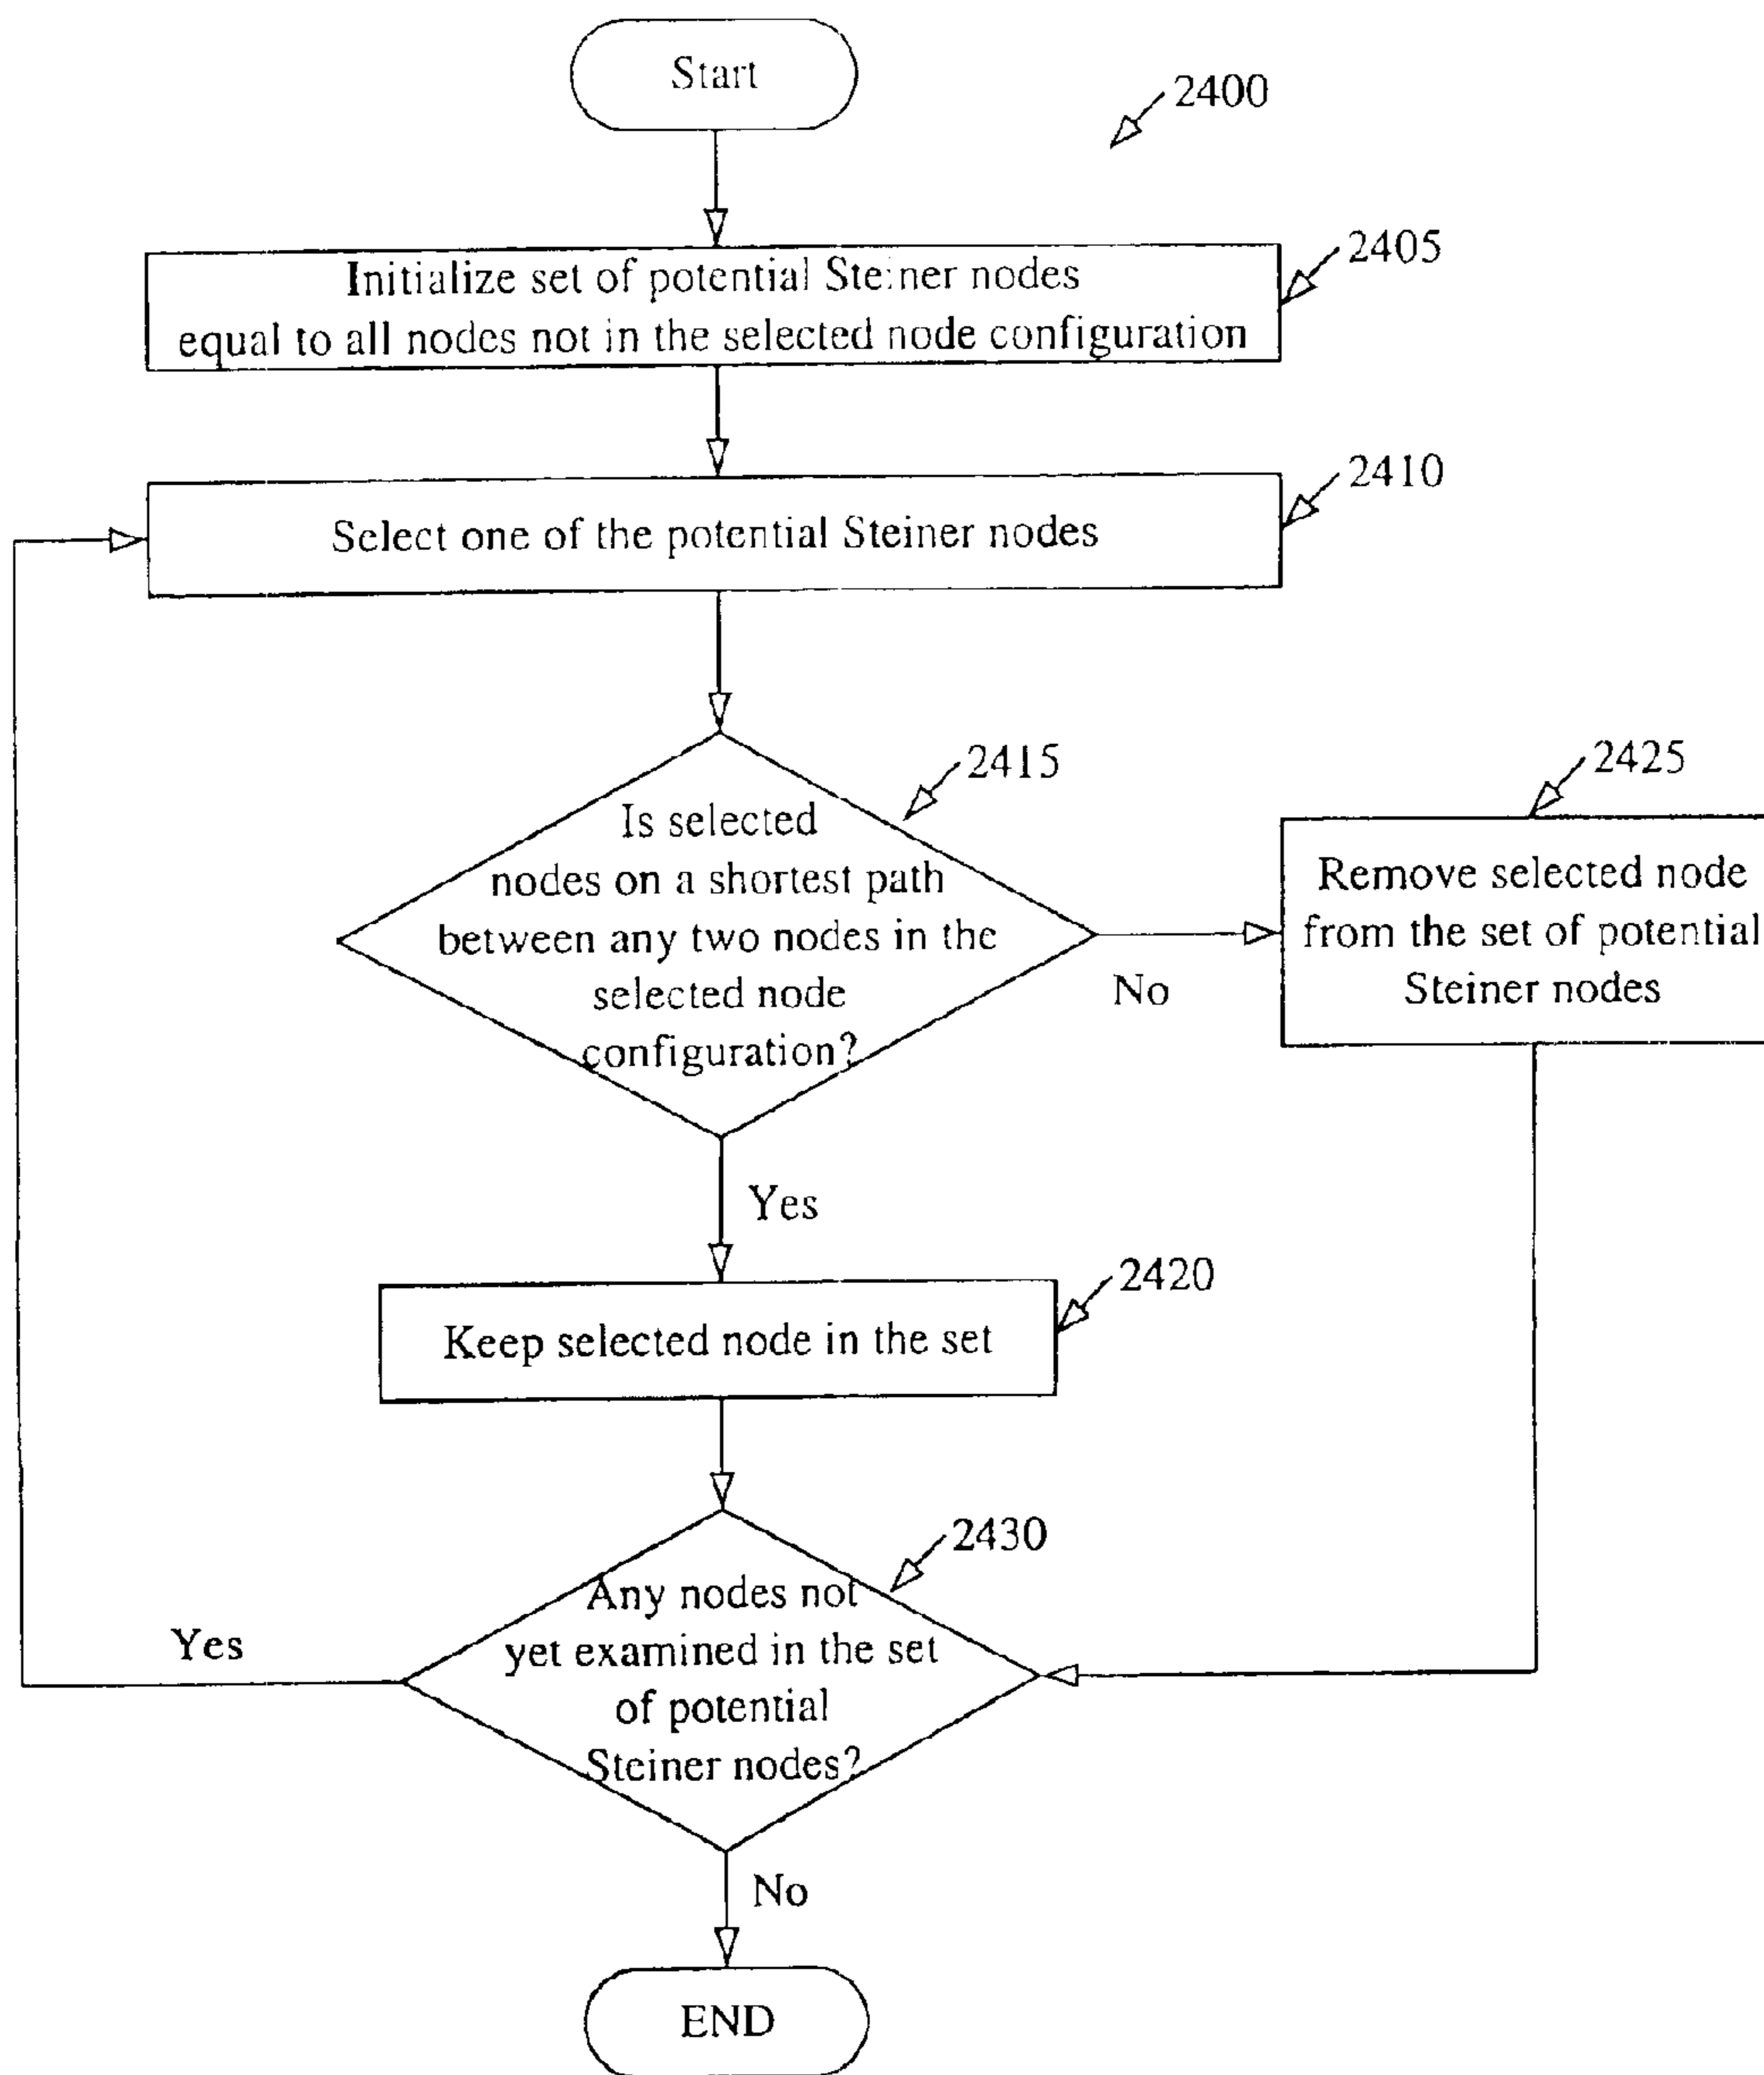 Start
2400
2405
Initialize set of potential Steiner nodes
equal to all nodes not in the selected node configuration
2410
Select one of the potential Steiner nodes
2415
Is selected
nodes on a shortest path
between any two nodes in the
selected node
configuration?
2425
Remove selected node
from the set of potential
Steiner nodes
No
Yes
2420
Keep selected node in the set
2430
Any nodes not
yet examined in the set
of potential
Steiner nodes?
Yes
No
END